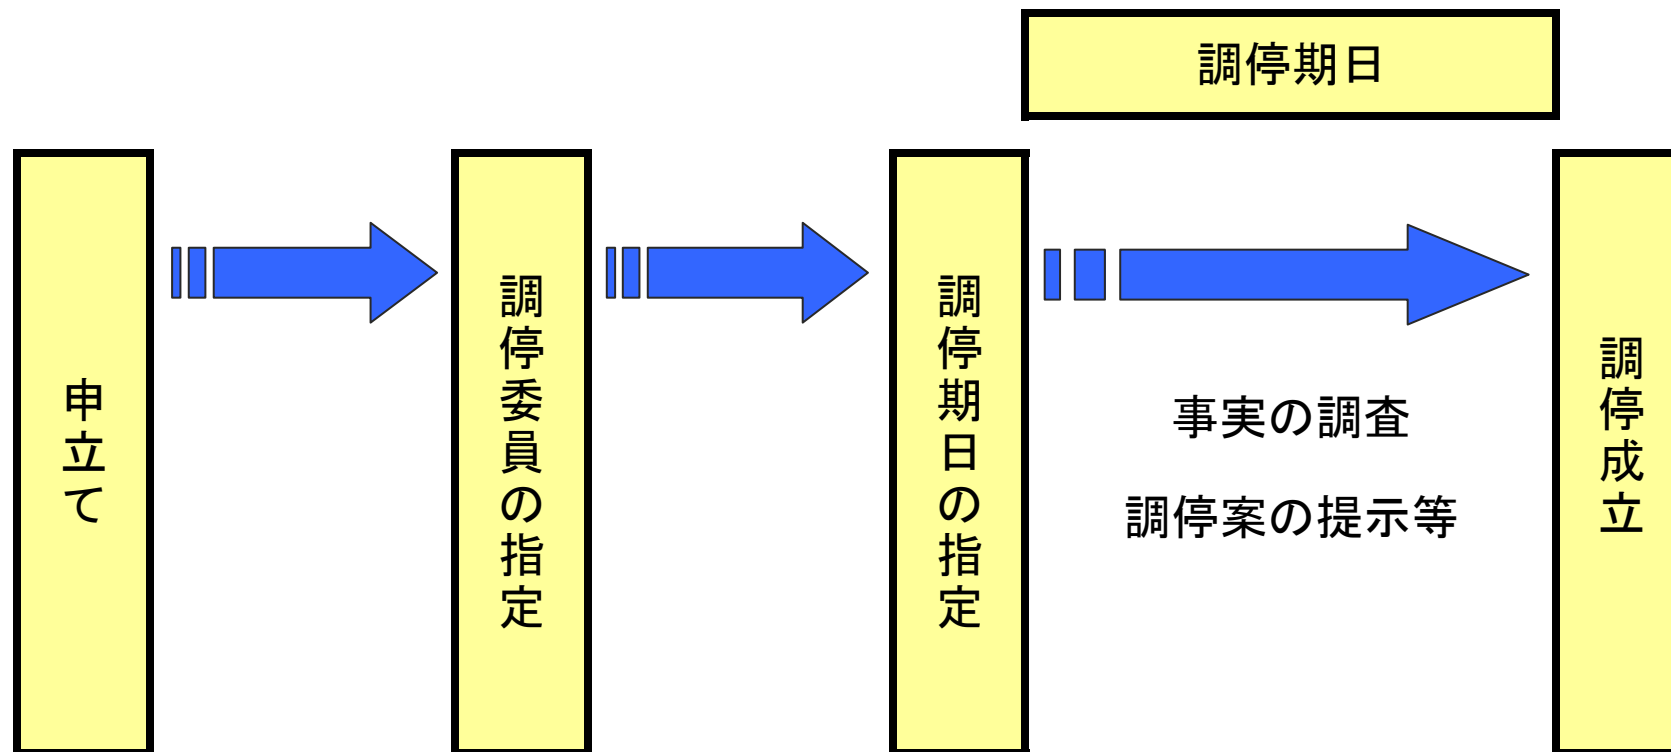 調停期日
申立て
調停委員の指定
調停期日の指定
事実の調査
調停案の提示等
調停成立